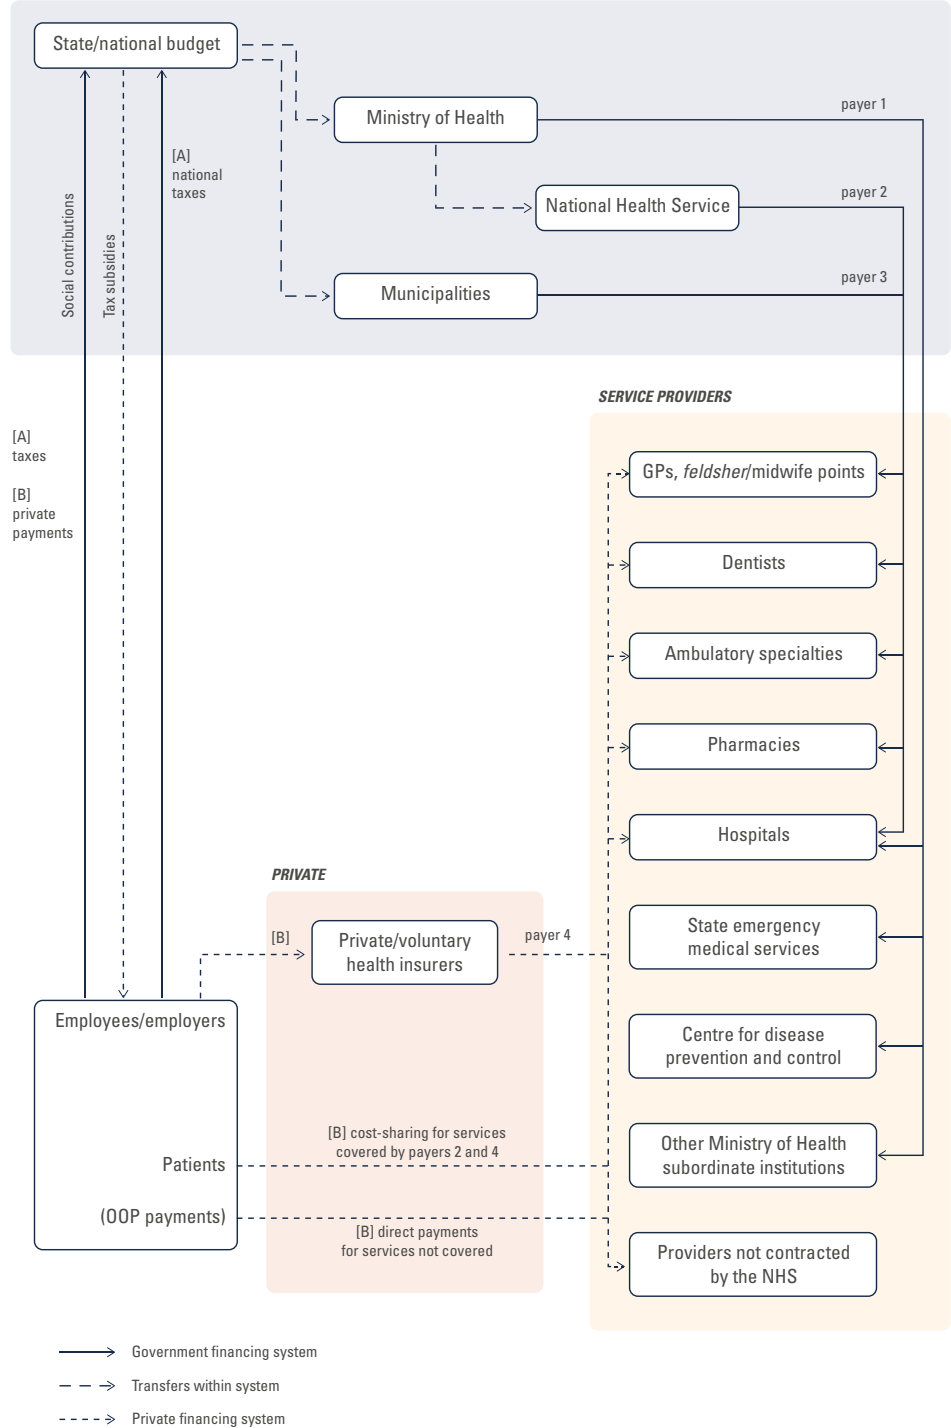 State/national budget
Ministry of Health
payer 1
[A]
national
taxes
National Health Service
payer 2
Social contributions
Tax subsidies
Municipalities
payer 3
SERVICE PROVIDERS
[A]
taxes
[B]
private
payments
GPs, feldsher/midwife points
Dentists
Ambulatory specialties
Pharmacies
Hospitals
PRIVATE
[B]
Private/voluntary
health insurers
payer 4
State emergency
medical services
Employees/employers
Centre for disease
prevention and control
[B] cost-sharing for services
covered by payers 2 and 4
Patients
Other Ministry of Health
subordinate institutions
(OOP payments)
[B] direct payments
for services not covered
Providers not contracted
by the NHS
Government financing system
Transfers within system
Private financing system